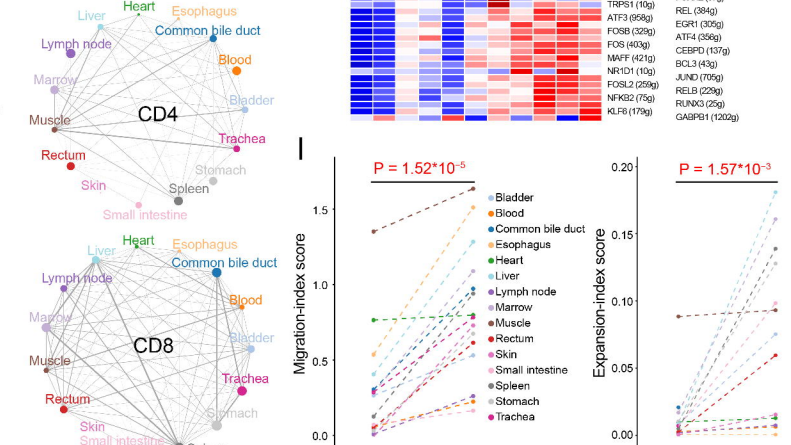 Heart
Esophagus
Liver
Common bile duct
Lymph node
Blood
Marrow
Bladder
CD4
Muscle
Trachea
Rectum
Stomach
Skin
Spleen
Small intestine
Heart
Esophagus
Liver
Common bile duct
Lymph node
Blood
Marrow
Bladder
CD8
Muscle
Trachea
Rectum
Stomach
Skin
Small intestine
TRPS1 (10g)
ATF3 (958g)
FOSB (329g)
FOS (403g)
MAFF (421g)
NR1D1 (10g)
FOSL2 (259g)
NFKB2 (75g)
KLF6 (179g)
REL (384g)
EGR1 (305g)
ATF4 (356g)
CEBPD (137g)
BCL3 (43g)
JUND (705g)
RELB (229g)
RUNX3 (25g)
GABPB1 (1202g)
I
P = 1.52*10⁻⁵
Migration-index score
1.5
1.0
0.5
0.0
Bladder
Blood
Common bile duct
Esophagus
Heart
Liver
Lymph node
Marrow
Muscle
Rectum
Skin
Small intestine
Spleen
Stomach
Trachea
P = 1.57*10⁻³
Expansion-index score
0.20
0.15
0.10
0.05
0.00